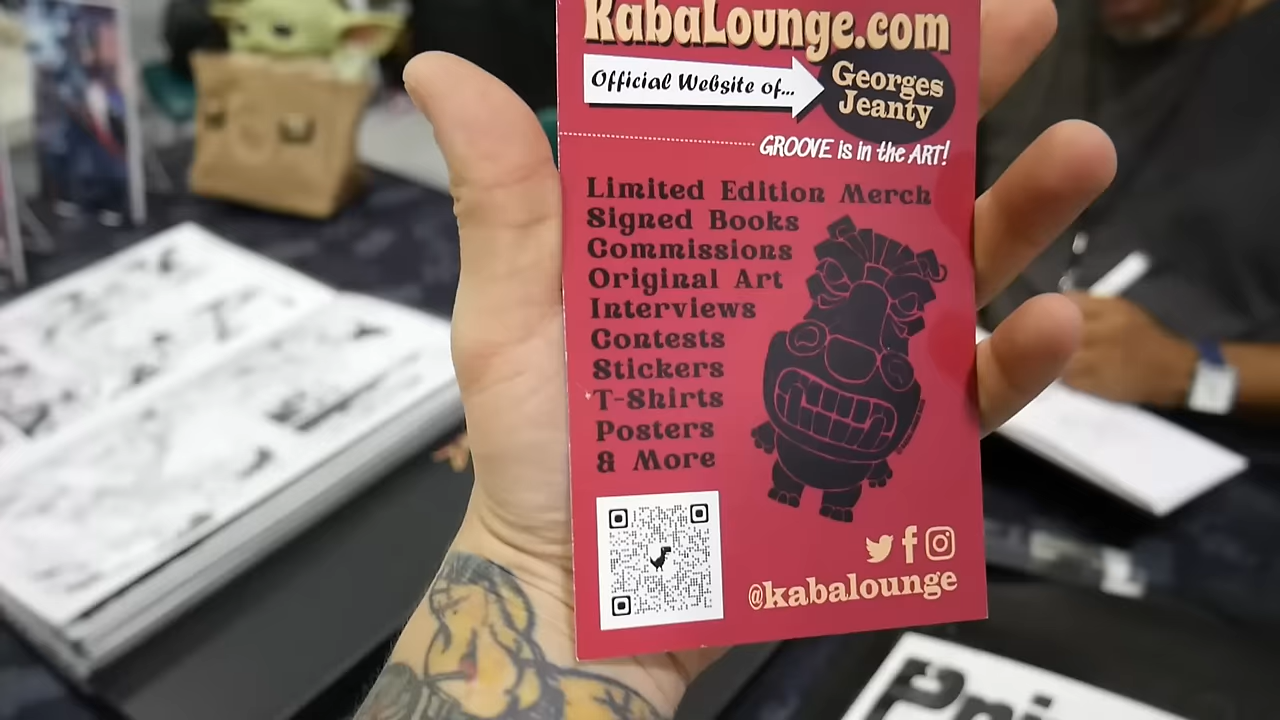 KabaLounge.com
Official Website of...
Georges
Jeanty
GROOVE is in the ART!
Limited Edition Merch
Signed Books
Commissions
Original Art
Interviews
Contests
Stickers
T-Shirts
Posters
& More
@kabalounge
Pri